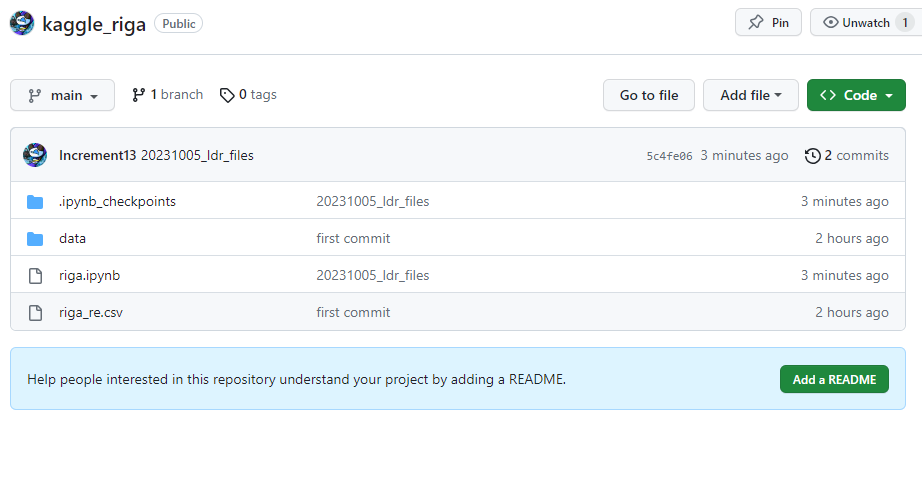 kaggle_riga Public Pin Unwatch 1
main 1 branch 0 tags Go to file Add file Code
Increment13 20231005_ldr_files 5c4fe06 3 minutes ago 2 commits
.ipynb_checkpoints 20231005_ldr_files 3 minutes ago
data first commit 2 hours ago
riga.ipynb 20231005_ldr_files 3 minutes ago
riga_re.csv first commit 2 hours ago
Help people interested in this repository understand your project by adding a README. Add a README